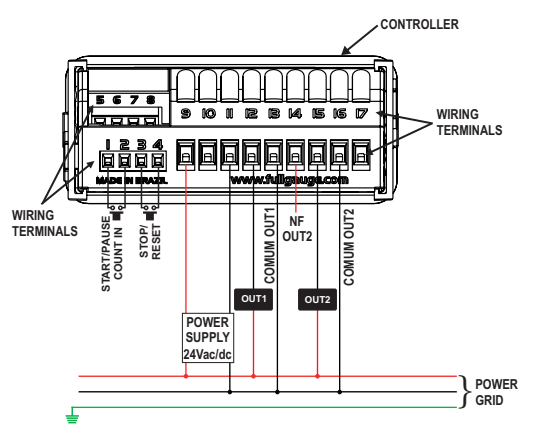 CONTROLLER
5 6 7 8
9 10 11 12 13 14 15 16 17
WIRING
TERMINALS
1 2 3 4
MADE IN BRAZIL
www.fullgauge.com
WIRING
TERMINALS
START/PAUSE
COUNT IN
STOP/
RESET
COMUM OUT1
NF
OUT2
COMUM OUT2
OUT1
OUT2
POWER
SUPPLY
24Vac/dc
POWER
GRID